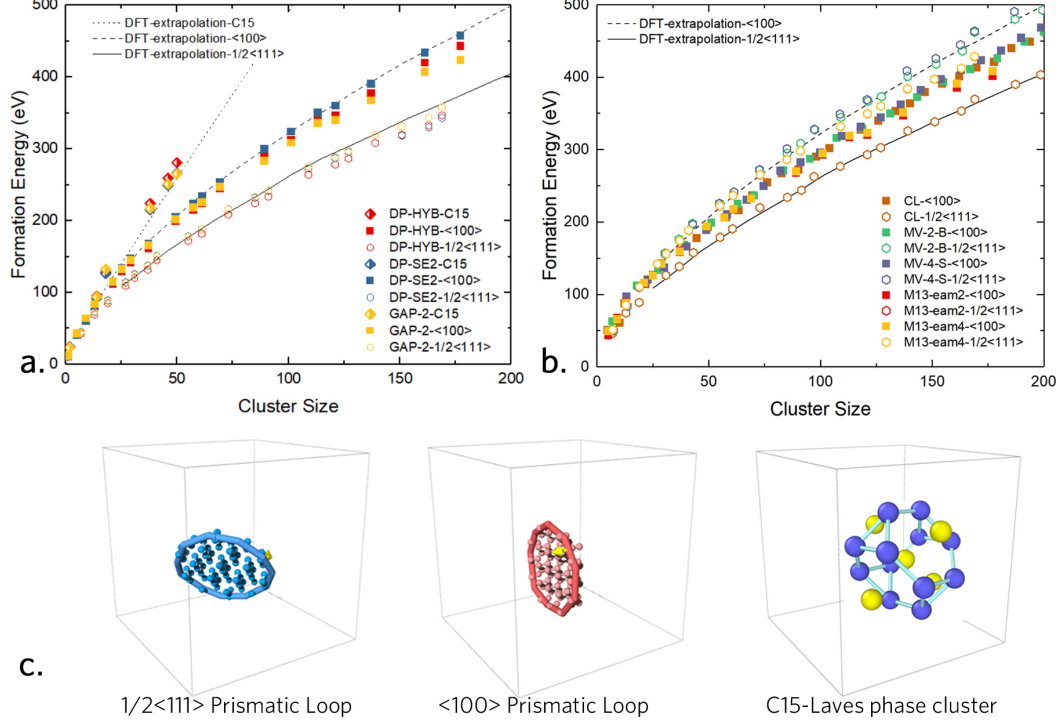 DFT-extrapolation-C15
DFT-extrapolation-<100>
DFT-extrapolation-1/2<111>
500
400
300
200
100
0
Formation Energy (eV)
DP-HYB-C15
DP-HYB-<100>
DP-HYB-1/2<111>
DP-SE2-C15
DP-SE2-<100>
DP-SE2-1/2<111>
GAP-2-C15
GAP-2-<100>
GAP-2-1/2<111>
a.
0
50
100
150
200
Cluster Size
DFT-extrapolation-<100>
DFT-extrapolation-1/2<111>
500
400
300
200
100
0
Formation Energy (eV)
CL-<100>
CL-1/2<111>
MV-2-B-<100>
MV-2-B-1/2<111>
MV-4-S-<100>
MV-4-S-1/2<111>
M13-eam2-<100>
M13-eam2-1/2<111>
M13-eam4-<100>
M13-eam4-1/2<111>
b.
0
25
50
75
100
125
150
175
200
Cluster Size
c.
1/2<111> Prismatic Loop
<100> Prismatic Loop
C15-Laves phase cluster